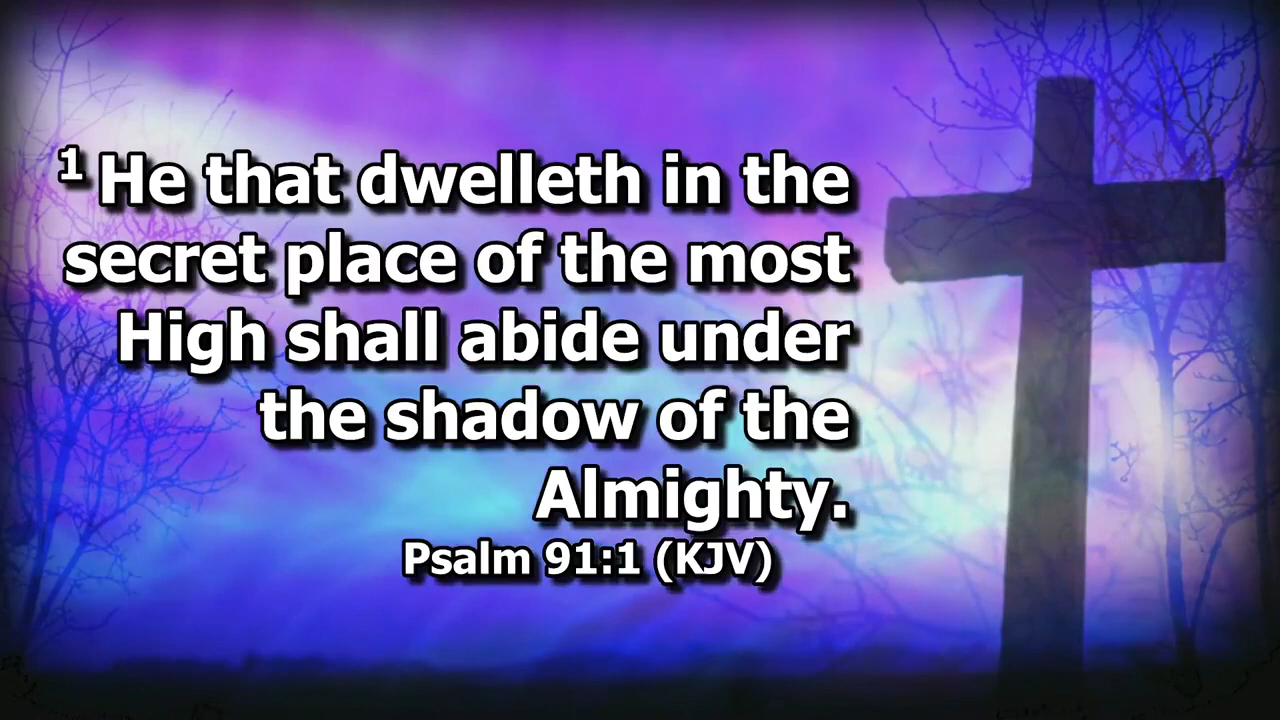 ¹ He that dwelleth in the
secret place of the most
High shall abide under
the shadow of the
Almighty.
Psalm 91:1 (KJV)